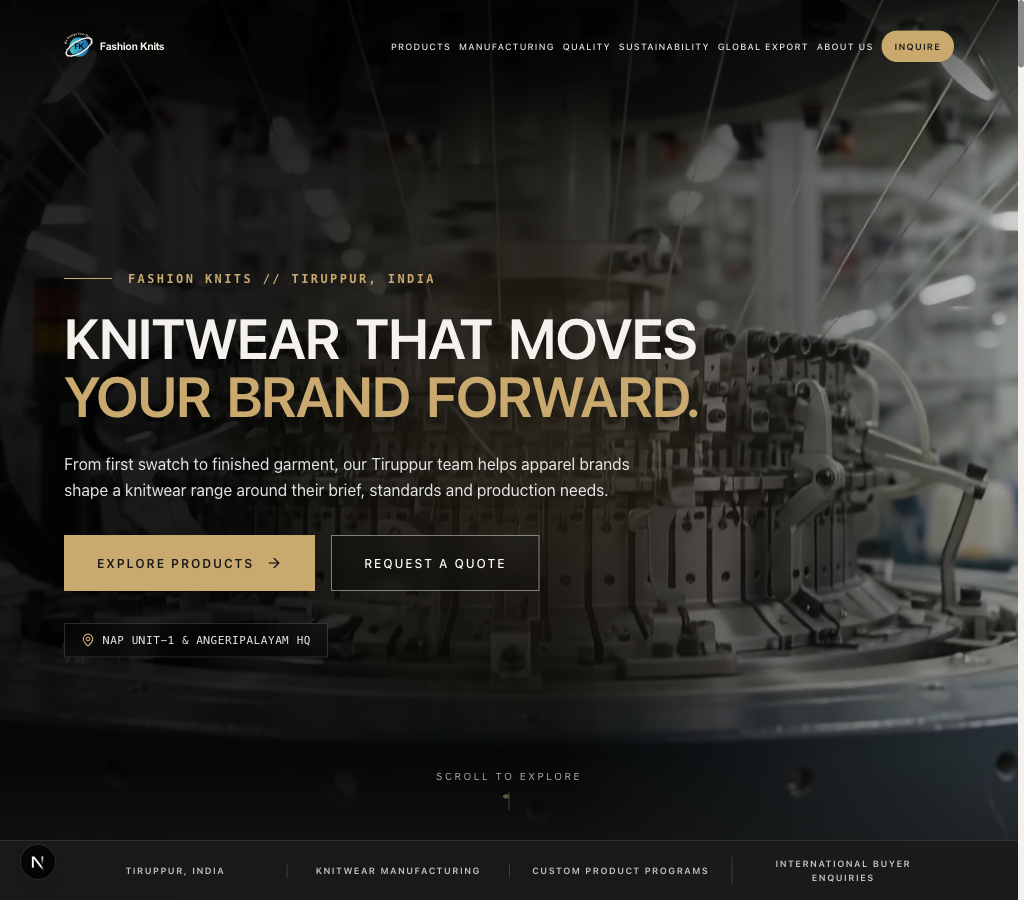 FK
Fashion Knits
PRODUCTS MANUFACTURING QUALITY SUSTAINABILITY GLOBAL EXPORT ABOUT US INQUIRE
FASHION KNITS // TIRUPPUR, INDIA
KNITWEAR THAT MOVES
YOUR BRAND FORWARD.
From first swatch to finished garment, our Tiruppur team helps apparel brands
shape a knitwear range around their brief, standards and production needs.
EXPLORE PRODUCTS → REQUEST A QUOTE
NAP UNIT–1 & ANGERIPALAYAM HQ
SCROLL TO EXPLORE
N
TIRUPPUR, INDIA
KNITWEAR MANUFACTURING
CUSTOM PRODUCT PROGRAMS
INTERNATIONAL BUYER
ENQUIRIES